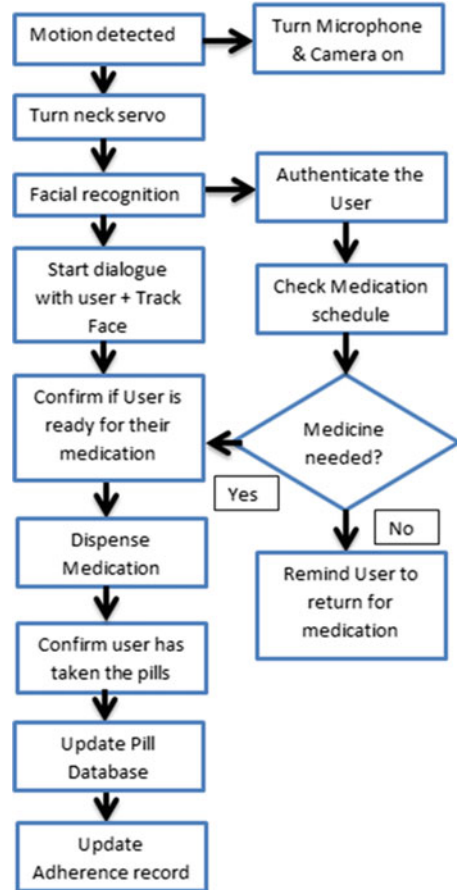 Motion detected
Turn Microphone
& Camera on
Turn neck servo
Facial recognition
Authenticate the
User
Start dialogue
with user + Track
Face
Check Medication
schedule
Confirm if User is
ready for their
medication
Medicine
needed?
Yes
No
Dispense
Medication
Remind User to
return for
medication
Confirm user has
taken the pills
Update Pill
Database
Update
Adherence record